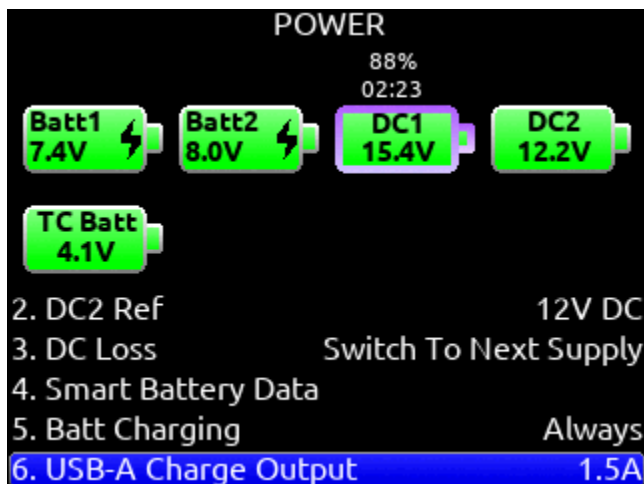 POWER
88%
02:23
Batt1 Batt2 DC1 DC2
7.4V 8.0V 15.4V 12.2V
TC Batt
4.1V
2. DC2 Ref 12V DC
3. DC Loss Switch To Next Supply
4. Smart Battery Data
5. Batt Charging Always
6. USB-A Charge Output 1.5A